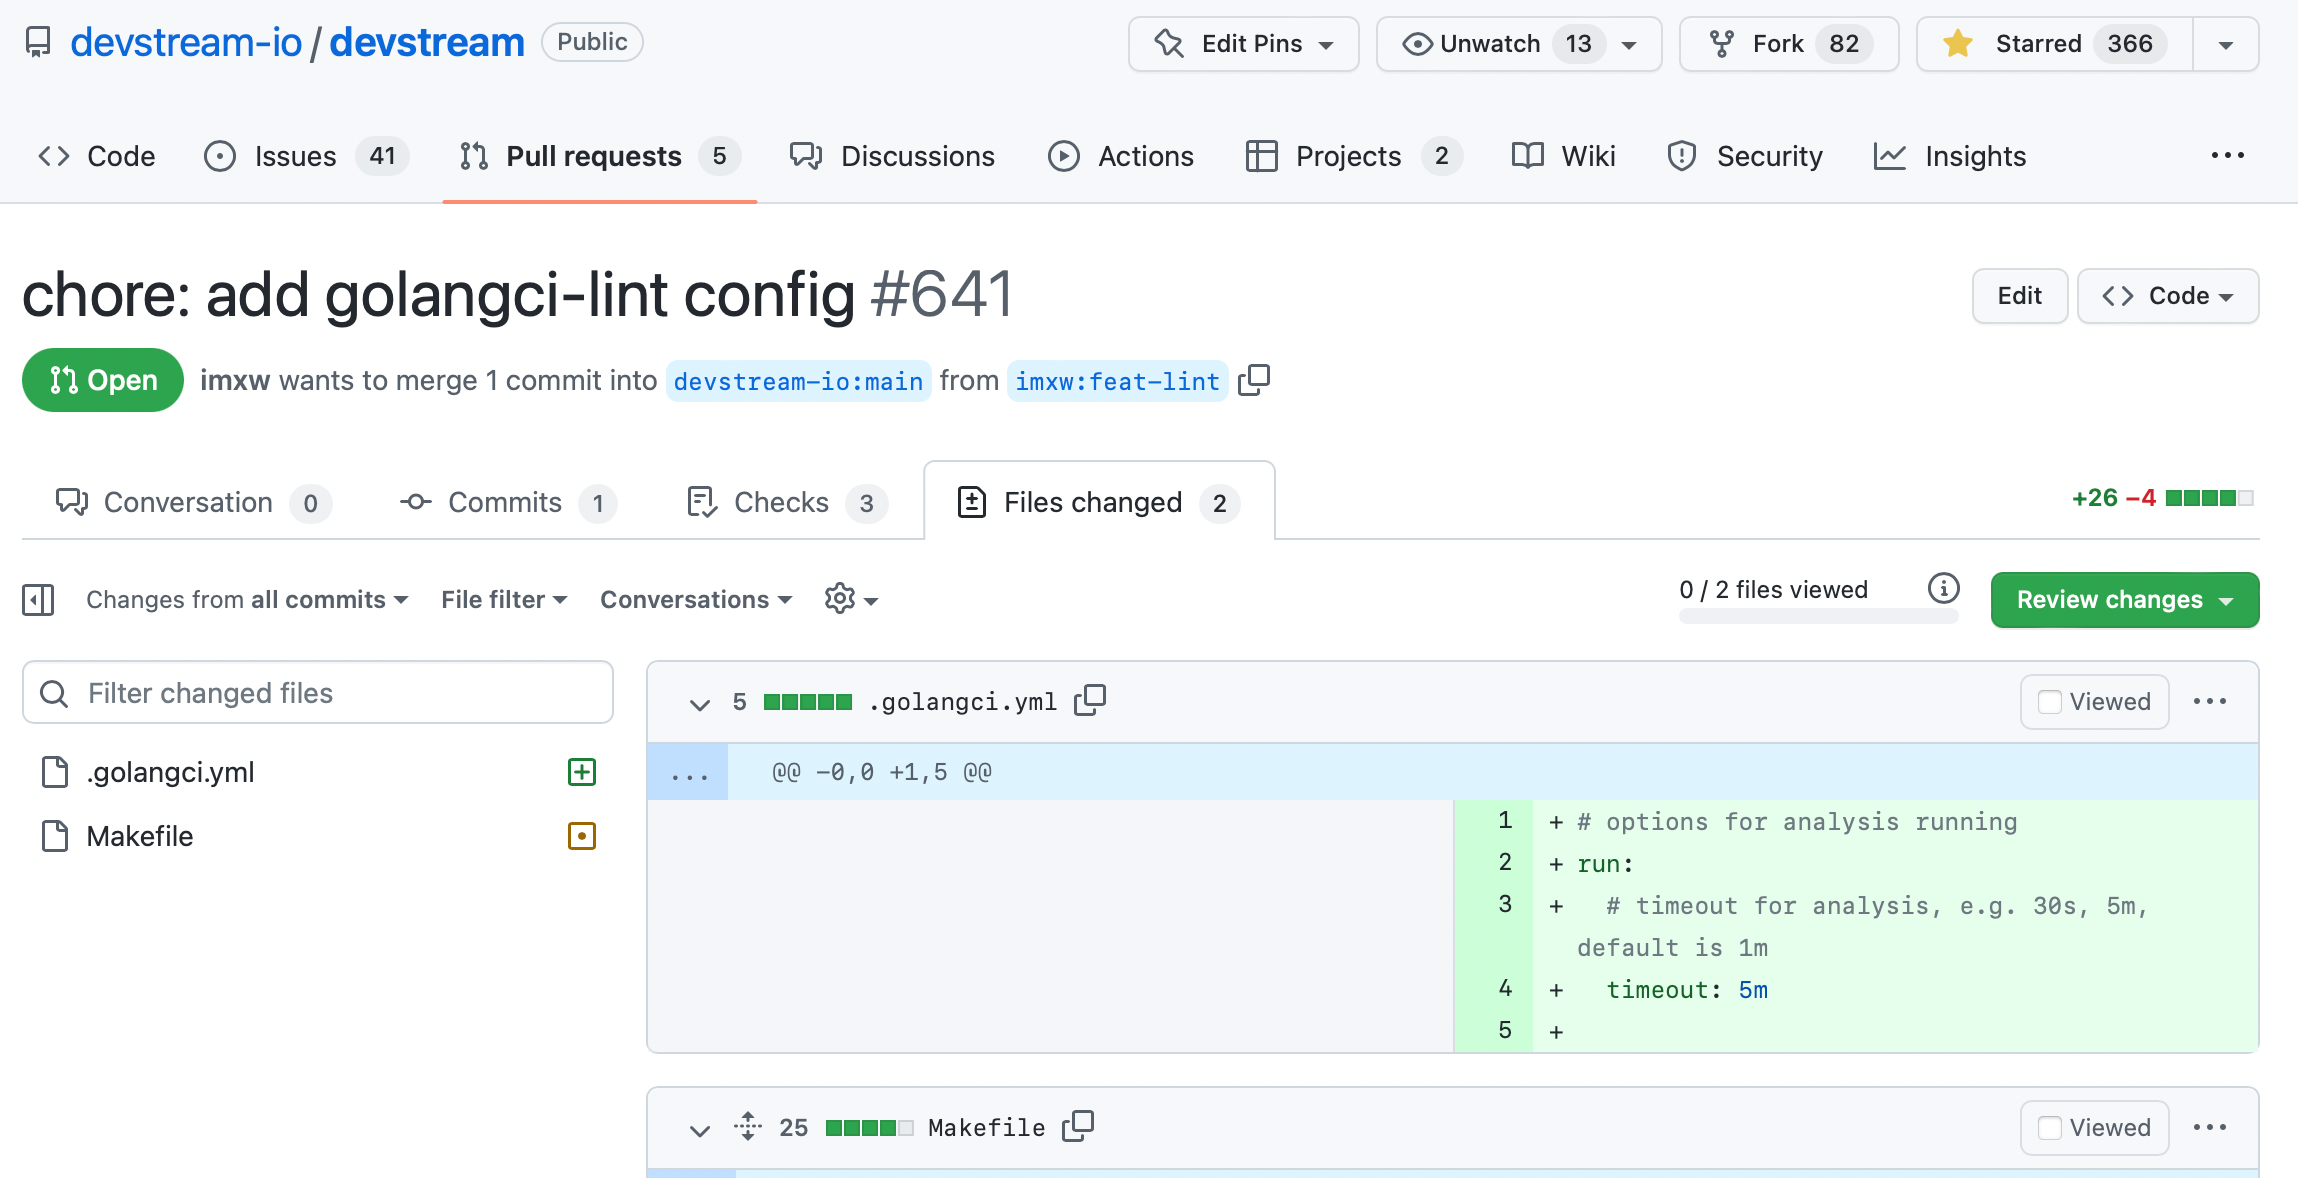 devstream-io / devstream Public Edit Pins Unwatch 13 Fork 82 Starred 366
Code Issues 41 Pull requests 5 Discussions Actions Projects 2 Wiki Security Insights ...
chore: add golangci-lint config #641 Edit Code
Open imxw wants to merge 1 commit into devstream-io:main from imxw:feat-lint
Conversation 0 Commits 1 Checks 3 Files changed 2 +26 −4
Changes from all commits File filter Conversations 0 / 2 files viewed Review changes
Filter changed files
.golangci.yml
Makefile
5 .golangci.yml Viewed ...
... @@ -0,0 +1,5 @@
1 + # options for analysis running
2 + run:
3 + # timeout for analysis, e.g. 30s, 5m,
default is 1m
4 + timeout: 5m
5 +
25 Makefile Viewed ...